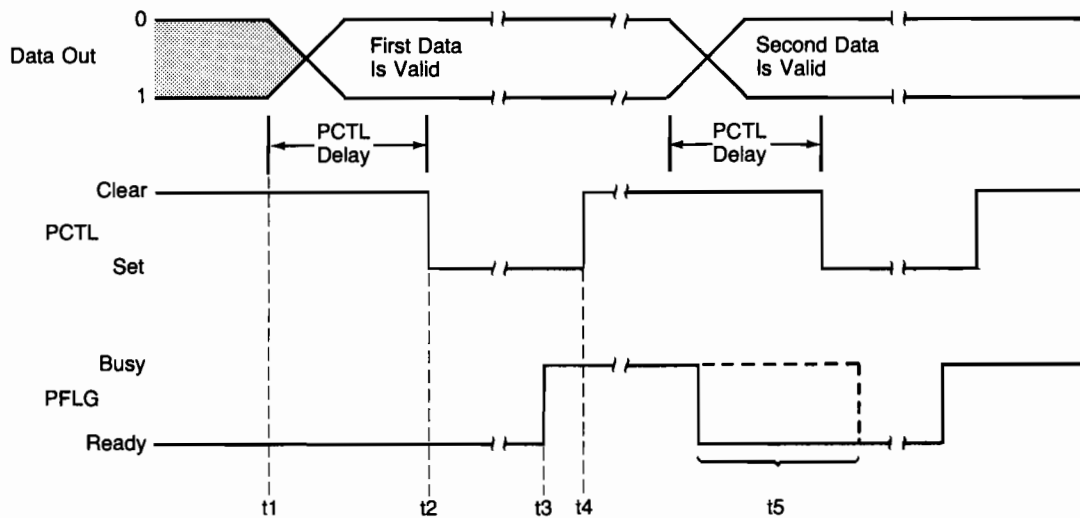 0
Data Out
1
First Data
Is Valid
Second Data
Is Valid
PCTL
Delay
PCTL
Delay
Clear
PCTL
Set
Busy
PFLG
Ready
t1
t2
t3
t4
t5